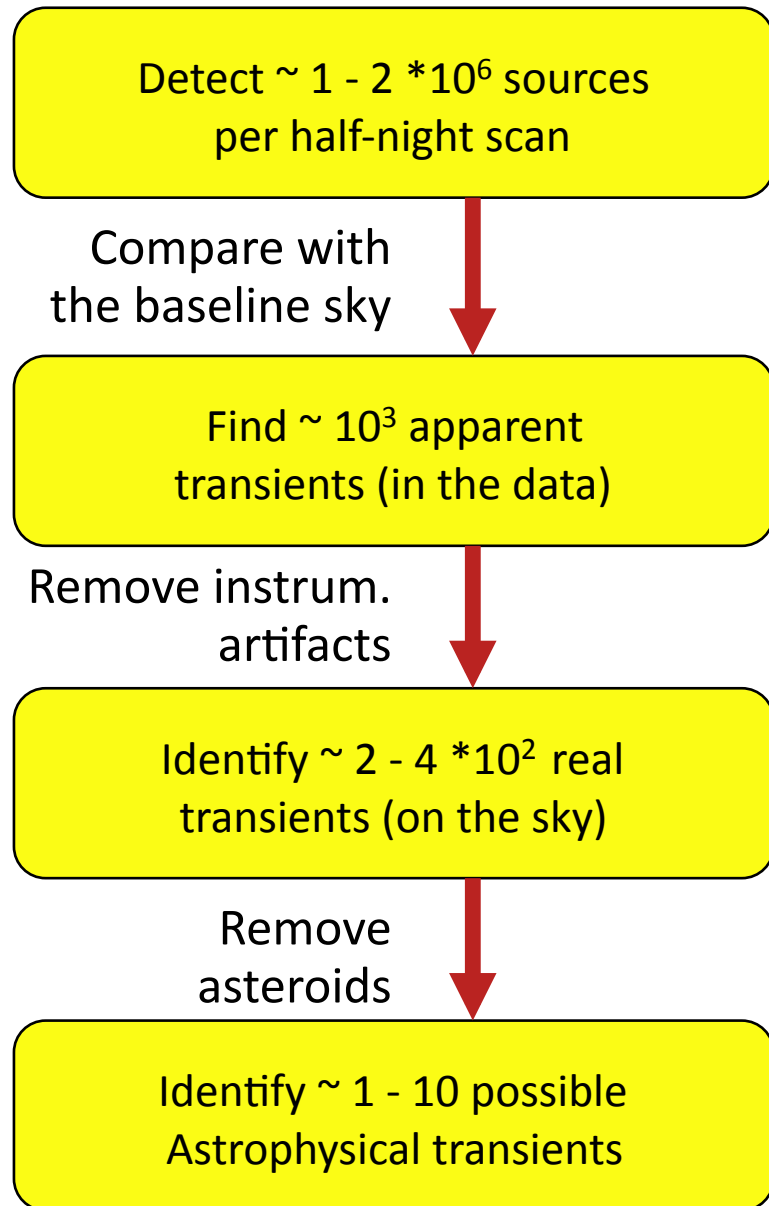 Detect ~ 1 - 2 *10⁶ sources
per half-night scan
Compare with
the baseline sky
Find ~ 10³ apparent
transients (in the data)
Remove instrum.
artifacts
Identify ~ 2 - 4 *10² real
transients (on the sky)
Remove
asteroids
Identify ~ 1 - 10 possible
Astrophysical transients